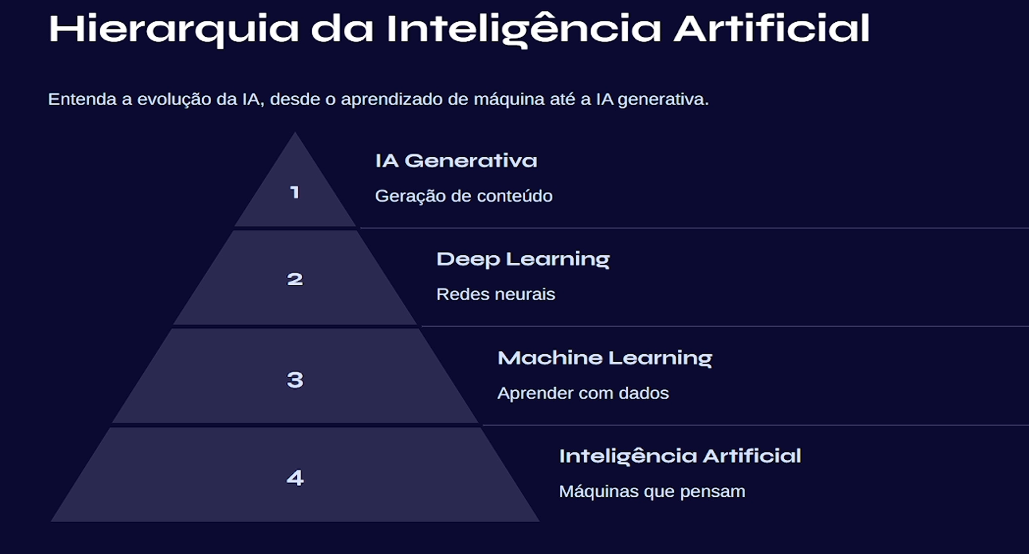 Hierarquia da Inteligência Artificial
Entenda a evolução da IA, desde o aprendizado de máquina até a IA generativa.
1
IA Generativa
Geração de conteúdo
2
Deep Learning
Redes neurais
3
Machine Learning
Aprender com dados
4
Inteligência Artificial
Máquinas que pensam